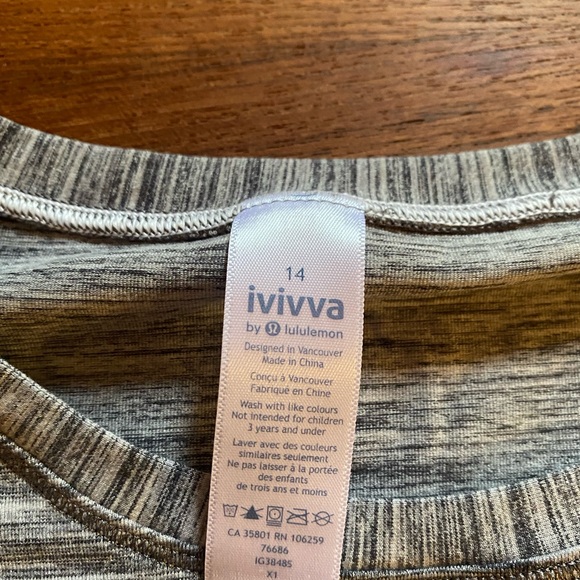 14
ivivva
by lululemon
Designed in Vancouver
Made in China
Conçu à Vancouver
Fabriqué en Chine
Wash with like colours
Not intended for children
3 years and under
Laver avec des couleurs
similaires seulement
Ne pas laisser à la portée
des enfants
de trois ans et moins
CA 35801 RN 106259
76686
IG3848S
X1